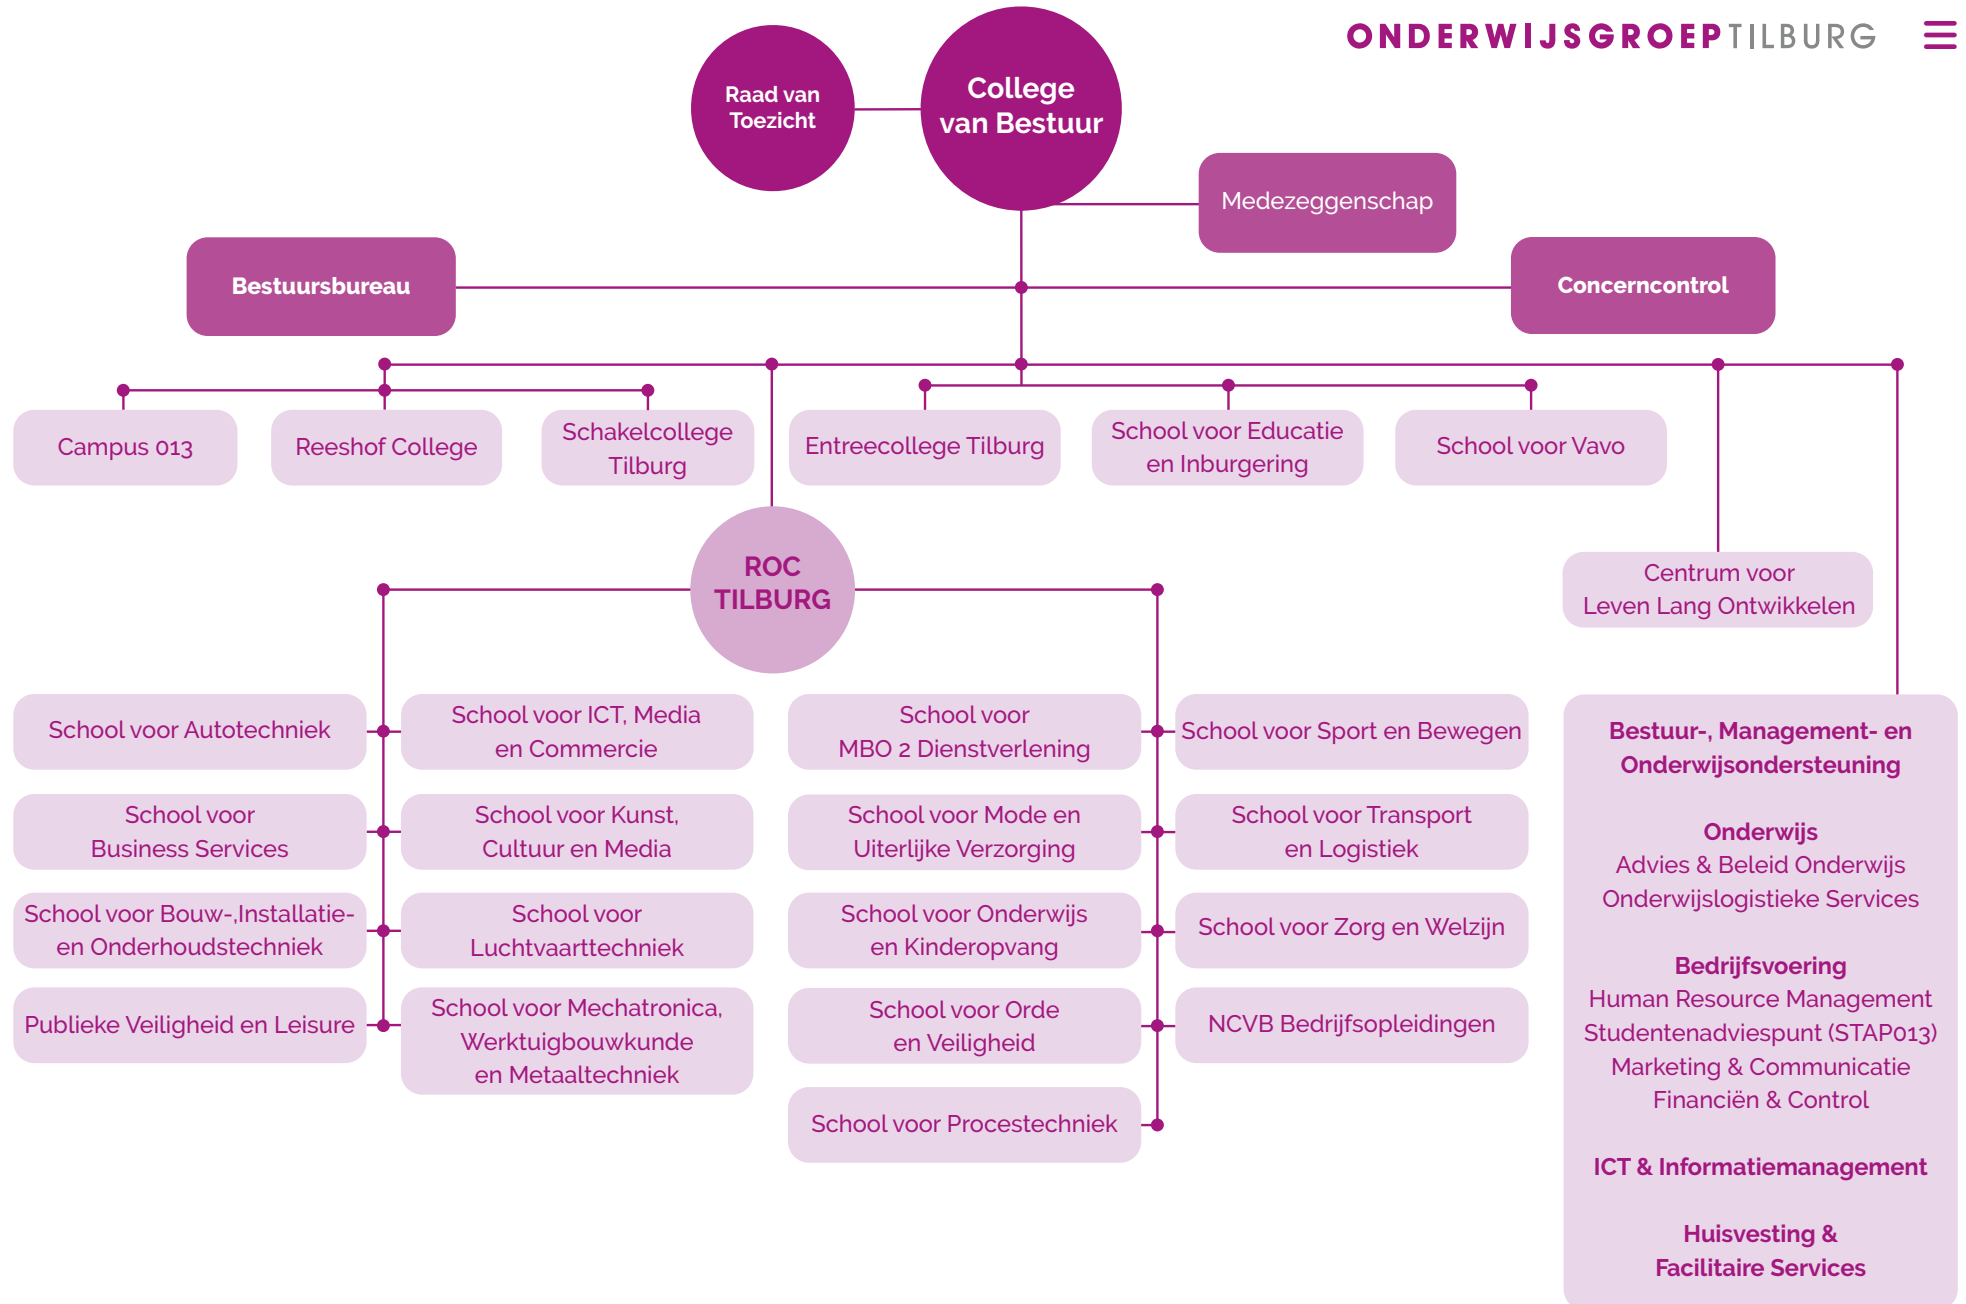 ONDERWIJSGROEPTILBURG
Raad van
Toezicht
College
van Bestuur
Medezeggenschap
Bestuursbureau
Concerncontrol
Campus 013
Reeshof College
Schakelcollege
Tilburg
Entreecollege Tilburg
School voor Educatie
en Inburgering
School voor Vavo
ROC
TILBURG
Centrum voor
Leven Lang Ontwikkelen
School voor Autotechniek
School voor ICT, Media
en Commercie
School voor
MBO 2 Dienstverlening
School voor Sport en Bewegen
School voor
Business Services
School voor Kunst,
Cultuur en Media
School voor Mode en
Uiterlijke Verzorging
School voor Transport
en Logistiek
School voor Bouw-,Installatie-
en Onderhoudstechniek
School voor
Luchtvaarttechniek
School voor Onderwijs
en Kinderopvang
School voor Zorg en Welzijn
Publieke Veiligheid en Leisure
School voor Mechatronica,
Werktuigbouwkunde
en Metaaltechniek
School voor Orde
en Veiligheid
NCVB Bedrijfsopleidingen
School voor Procestechniek
Bestuur-, Management- en
Onderwijsondersteuning
Onderwijs
Advies & Beleid Onderwijs
Onderwijslogistieke Services
Bedrijfsvoering
Human Resource Management
Studentenadviespunt (STAP013)
Marketing & Communicatie
Financiën & Control
ICT & Informatiemanagement
Huisvesting &
Facilitaire Services